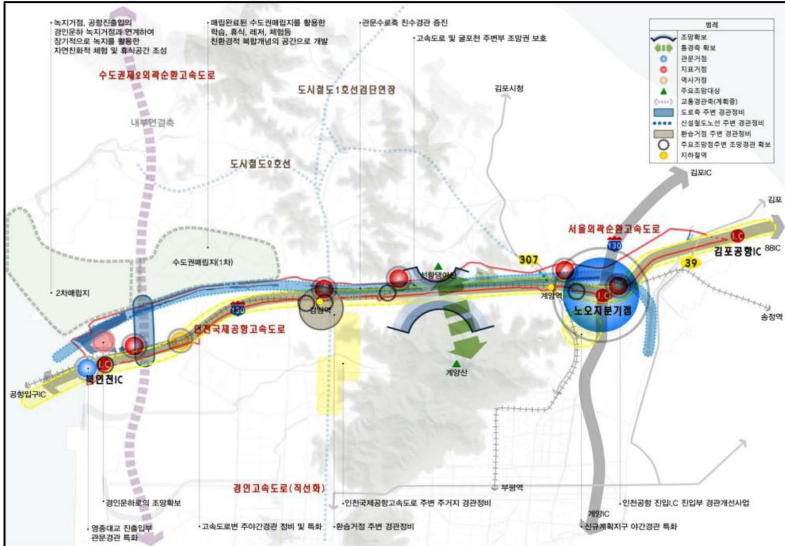 •녹지거점, 공항진출입의
경인운하 녹지거점과 연계하여
장기적으로 녹지를 활용한
자연친화적 체험 및 휴식공간 조성
•매립완료된 수도권매립지를 활용한
학습, 휴식, 레저, 체험등
친환경적 복합개념의 공간으로 개발
•관문수로축 친수경관 증진
•고속도로 및 굴포천 주변부 조망권 보호
범례
조망확보
통경축 확보
관문거점
지표거점
역사거점
주요조망대상
교통경관축(계획중)
도로축 주변 경관정비
신설철도노선 주변 경관정비
환승거점 주변 경관정비
주요조망점주변 조망경관 확보
지하철역
수도권제2외곽순환고속도로
도시철도1호선검단연장
김포시청
내부연결축
도시철도2호선
김포IC
김포
서울외곽순환고속도로
130
88IC
수도권매립지(1차)
307
김포공항IC
39
2차매립지
계양역
I.C
노오지분기점
송정역
130
검암역
인천국제공항고속도로
계양산
I.C
북인천IC
공항입구IC
경인고속도로(직선화)
부평역
•경인운하로의 조망확보
•인천국제공항고속도로 주변 주거지 경관정비
•인천공항 진입I.C 진입부 경관개선사업
계양IC
•영종대교 진출입부
관문경관 특화
•고속도로변 주야간경관 정비 및 특화
•환승거점 주변 경관정비
•신규계획지구 야간경관 특화